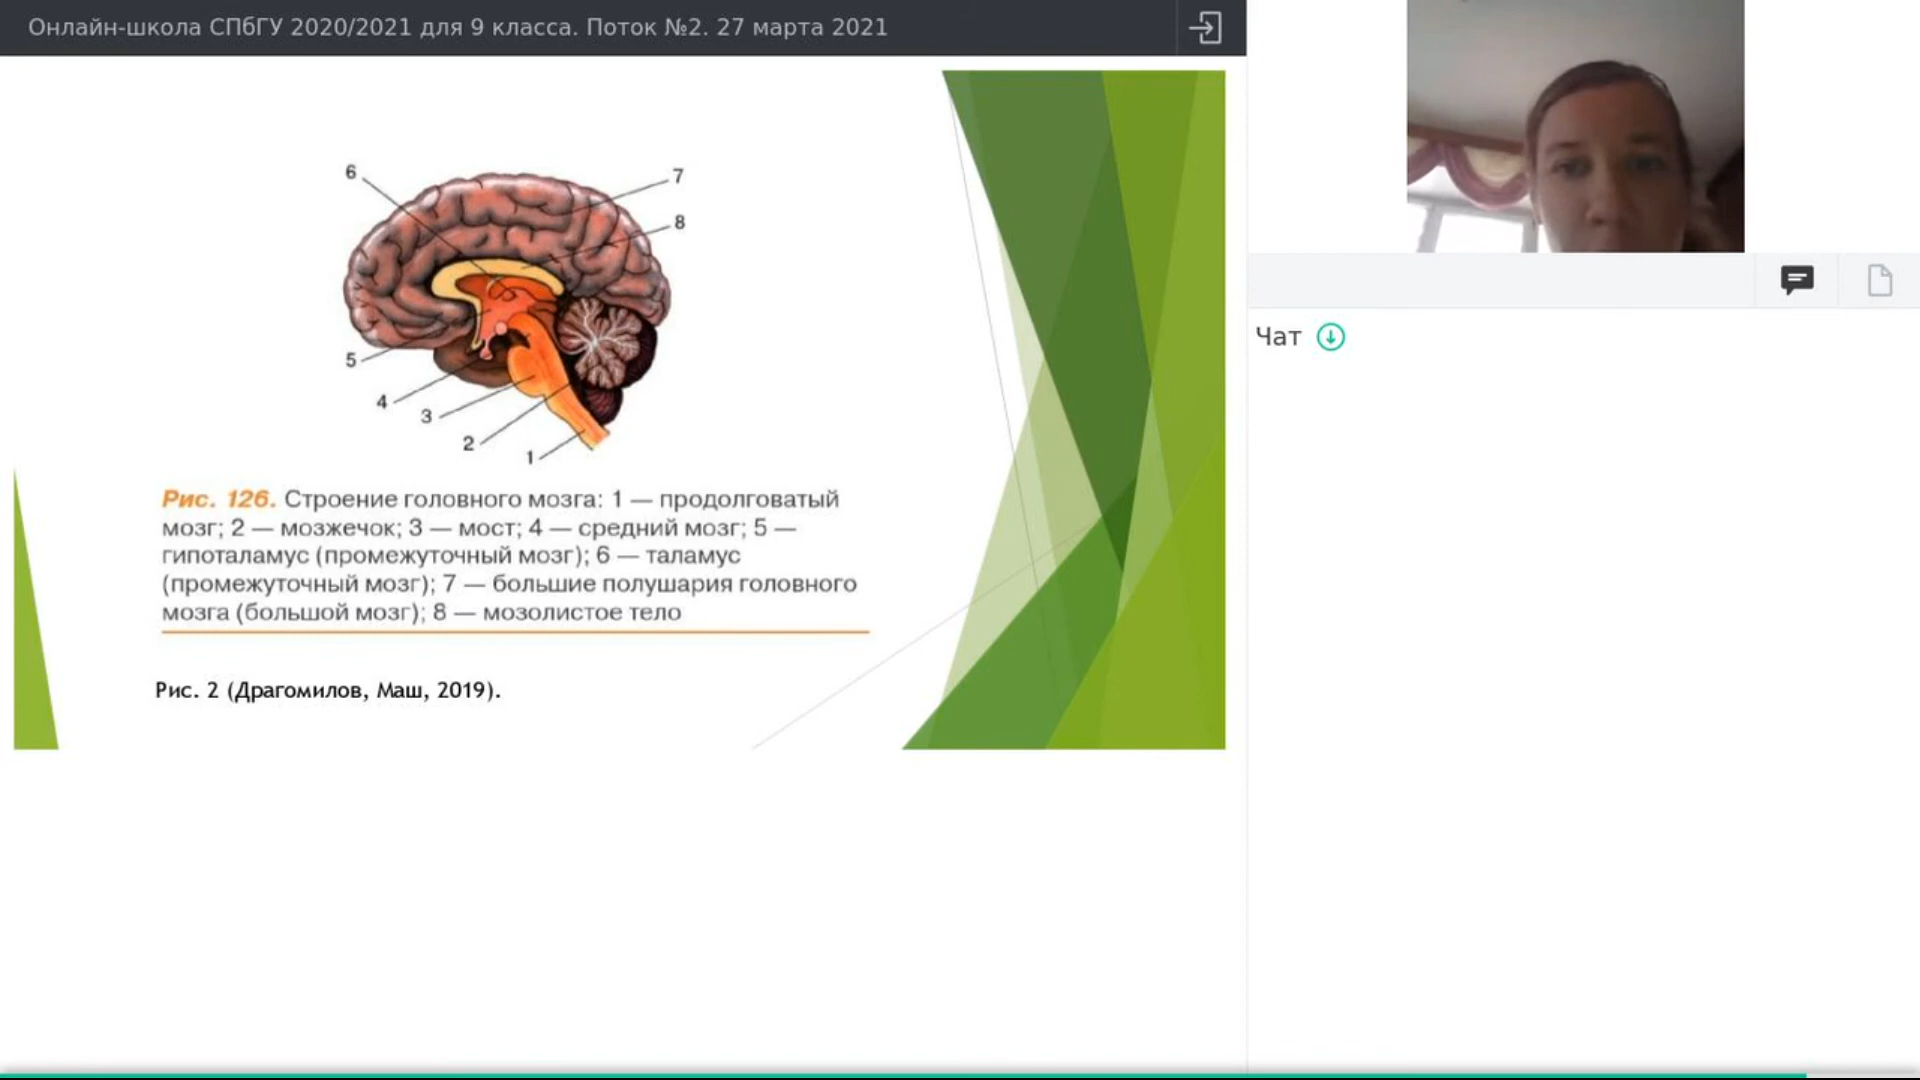 Онлайн-школа СПбГУ 2020/2021 для 9 класса. Поток №2. 27 марта 2021
6
7
8
5
4
3
2
1
Рис. 126. Строение головного мозга: 1 — продолговатый
мозг; 2 — мозжечок; 3 — мост; 4 — средний мозг; 5 —
гипоталамус (промежуточный мозг); 6 — таламус
(промежуточный мозг); 7 — большие полушария головного
мозга (большой мозг); 8 — мозолистое тело
Рис. 2 (Драгомилов, Маш, 2019).
Чат